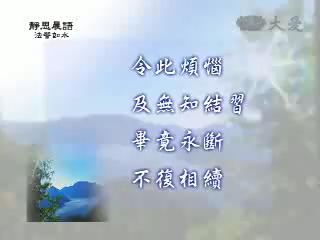 靜思晨語
法譬如水
大愛
令此煩惱
及無知結習
畢竟永斷
不復相續